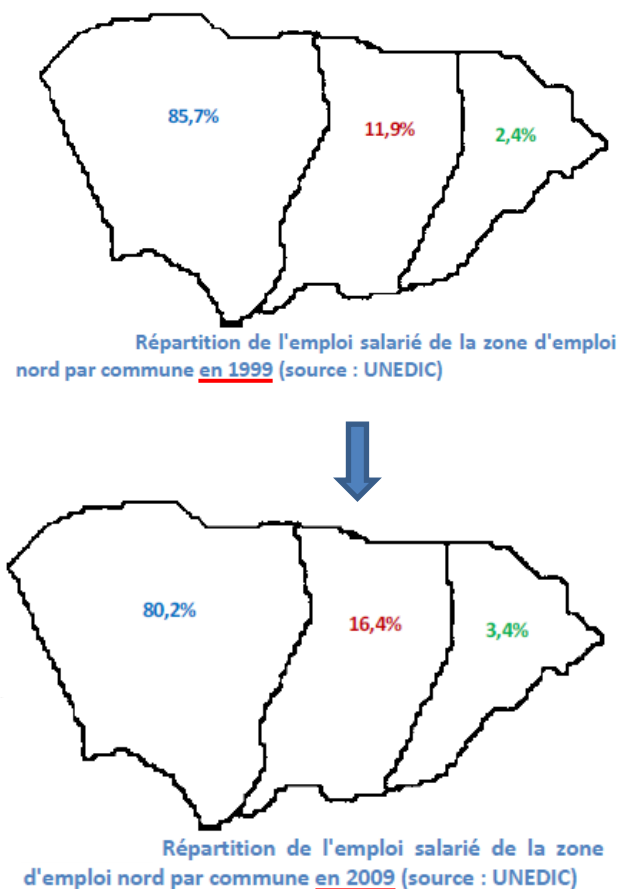 85,7%
11,9%
2,4%
Répartition de l'emploi salarié de la zone d'emploi
nord par commune en 1999 (source : UNEDIC)
80,2%
16,4%
3,4%
Répartition de l'emploi salarié de la zone
d'emploi nord par commune en 2009 (source : UNEDIC)